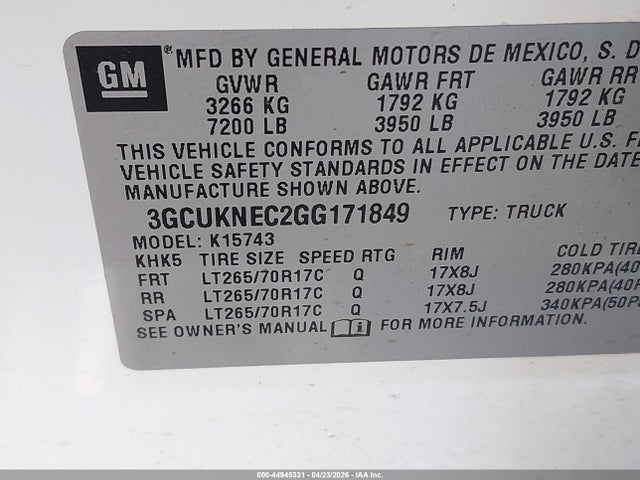 GM ® MFD BY GENERAL MOTORS DE MEXICO, S. D
GVWR GAWR FRT GAWR RR
3266 KG 1792 KG 1792 KG
7200 LB 3950 LB 3950 LB
THIS VEHICLE CONFORMS TO ALL APPLICABLE U.S. F
VEHICLE SAFETY STANDARDS IN EFFECT ON THE DATE
MANUFACTURE SHOWN ABOVE.
3GCUKNEC2GG171849 TYPE: TRUCK
MODEL: K15743
KHK5 TIRE SIZE SPEED RTG RIM COLD TIRE
FRT LT265/70R17C Q 17X8J 280KPA(40
RR LT265/70R17C Q 17X8J 280KPA(40P
SPA LT265/70R17C Q 17X7.5J 340KPA(50P
SEE OWNER'S MANUAL i FOR MORE INFORMATION.
000-44945331 - 04/23/2026 - IAA Inc.